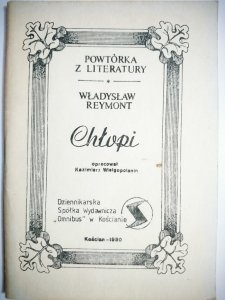 POWTÓRKA
Z LITERATURY
WŁADYSŁAW
REYMONT
Chłopi
opracował
Kazimierz Wielgopolanin
Dziennikarska
Spółka Wydawnicza
„Omnibus" w Kościanie
Kościan - 1990